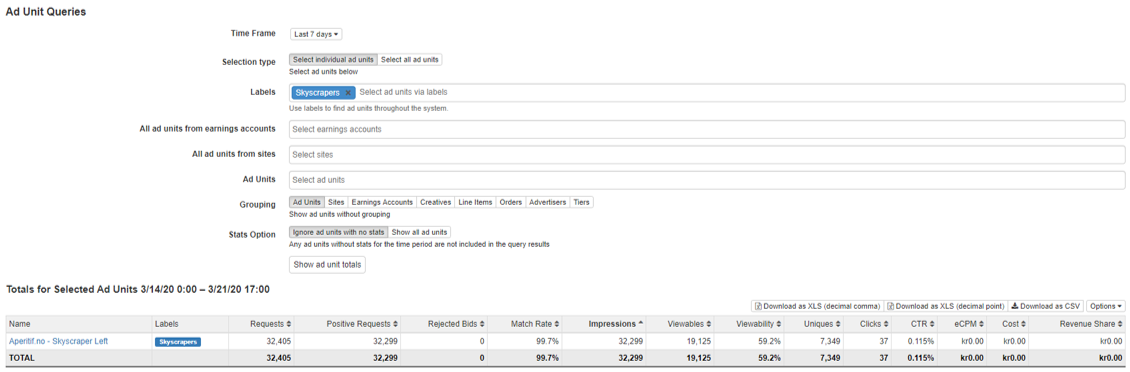 Ad Unit Queries
Time Frame Last 7 days
Selection type Select individual ad units Select all ad units
Select ad units below
Labels Skyscrapers × Select ad units via labels
Use labels to find ad units throughout the system.
All ad units from earnings accounts Select earnings accounts
All ad units from sites Select sites
Ad Units Select ad units
Grouping Ad Units Sites Earnings Accounts Creatives Line Items Orders Advertisers Tiers
Show ad units without grouping
Stats Option Ignore ad units with no stats Show all ad units
Any ad units without stats for the time period are not included in the query results
Show ad unit totals
Totals for Selected Ad Units 3/14/20 0:00 – 3/21/20 17:00
Download as XLS (decimal comma) Download as XLS (decimal point) Download as CSV Options
Name Labels Requests Positive Requests Rejected Bids Match Rate Impressions Viewables Viewability Uniques Clicks CTR eCPM Cost Revenue Share
Aperitif.no - Skyscraper Left Skyscrapers 32,405 32,299 0 99.7% 32,299 19,125 59.2% 7,349 37 0.115% kr0.00 kr0.00 kr0.00
TOTAL 32,405 32,299 0 99.7% 32,299 19,125 59.2% 7,349 37 0.115% kr0.00 kr0.00 kr0.00